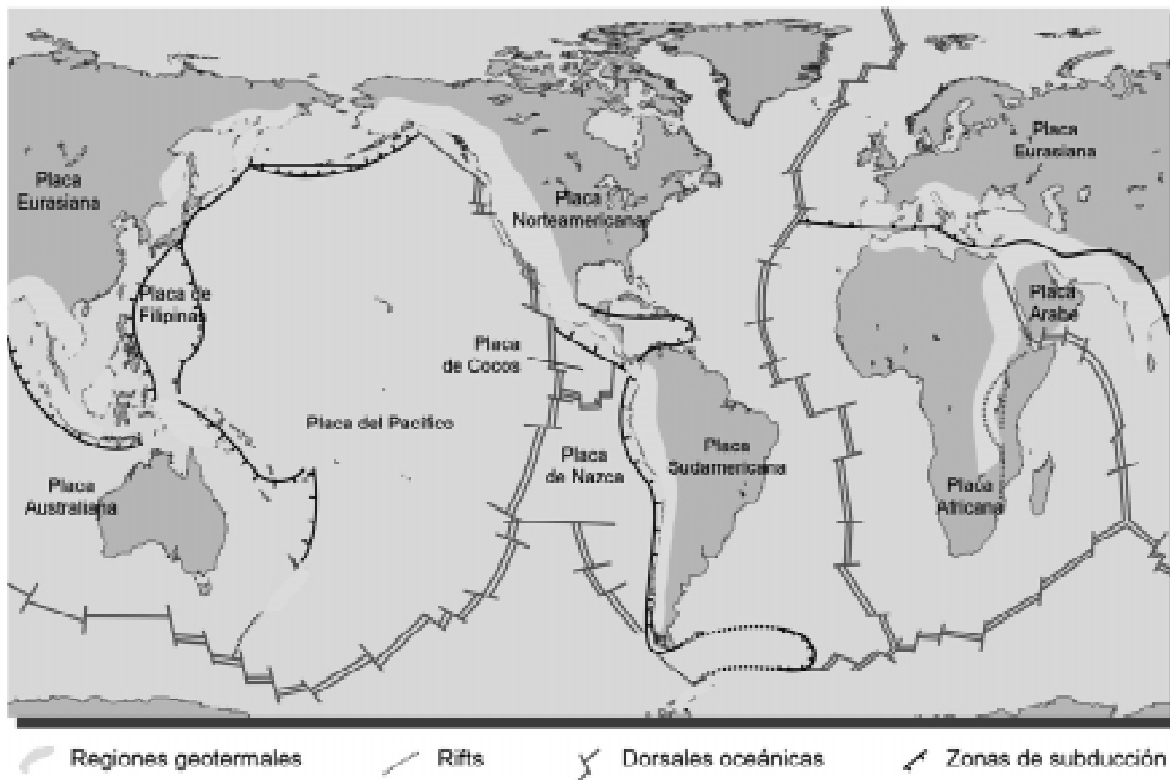 Placa
Eurasiana
Placa
Eurasiana
Placa
Norteamericana
Placa de
Filipinas
Placa
Arabe
Placa
de Cocos
Placa del Pacífico
Placa
de Nazca
Placa
Sudamericana
Placa
Australiana
Placa
Africana
Regiones geotermales
Rifts
Dorsales oceánicas
Zonas de subducción